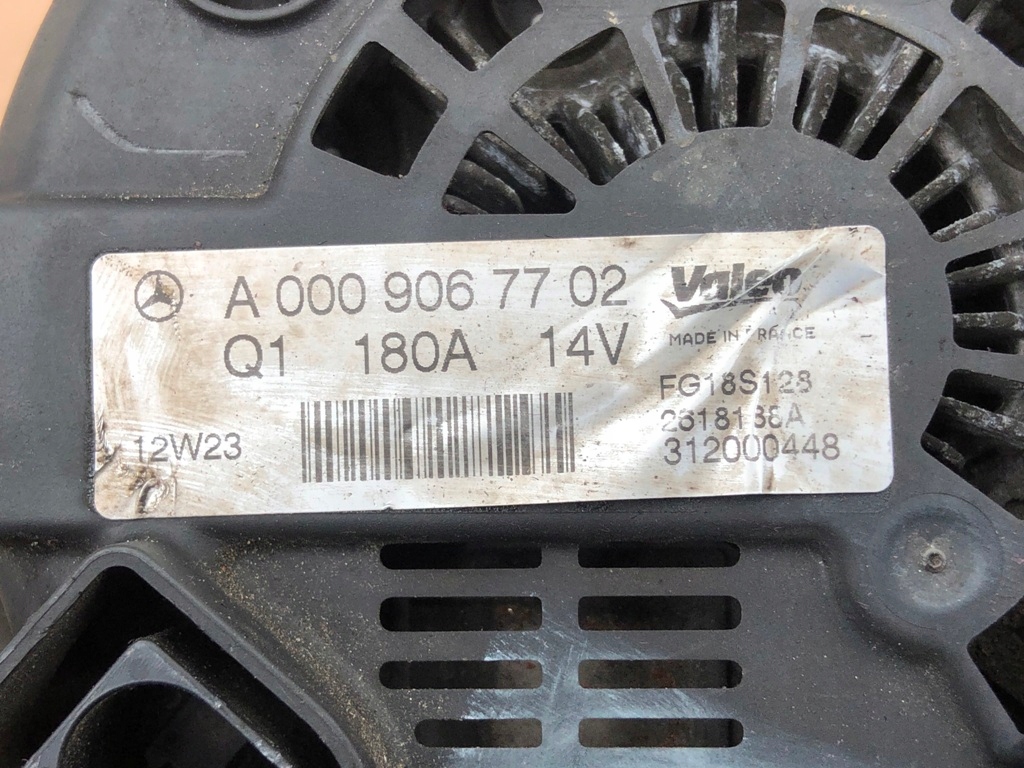 A 000 906 77 02
Q1 180A 14V
12W23
Valeo
MADE IN FRANCE
FG18S128
312000448